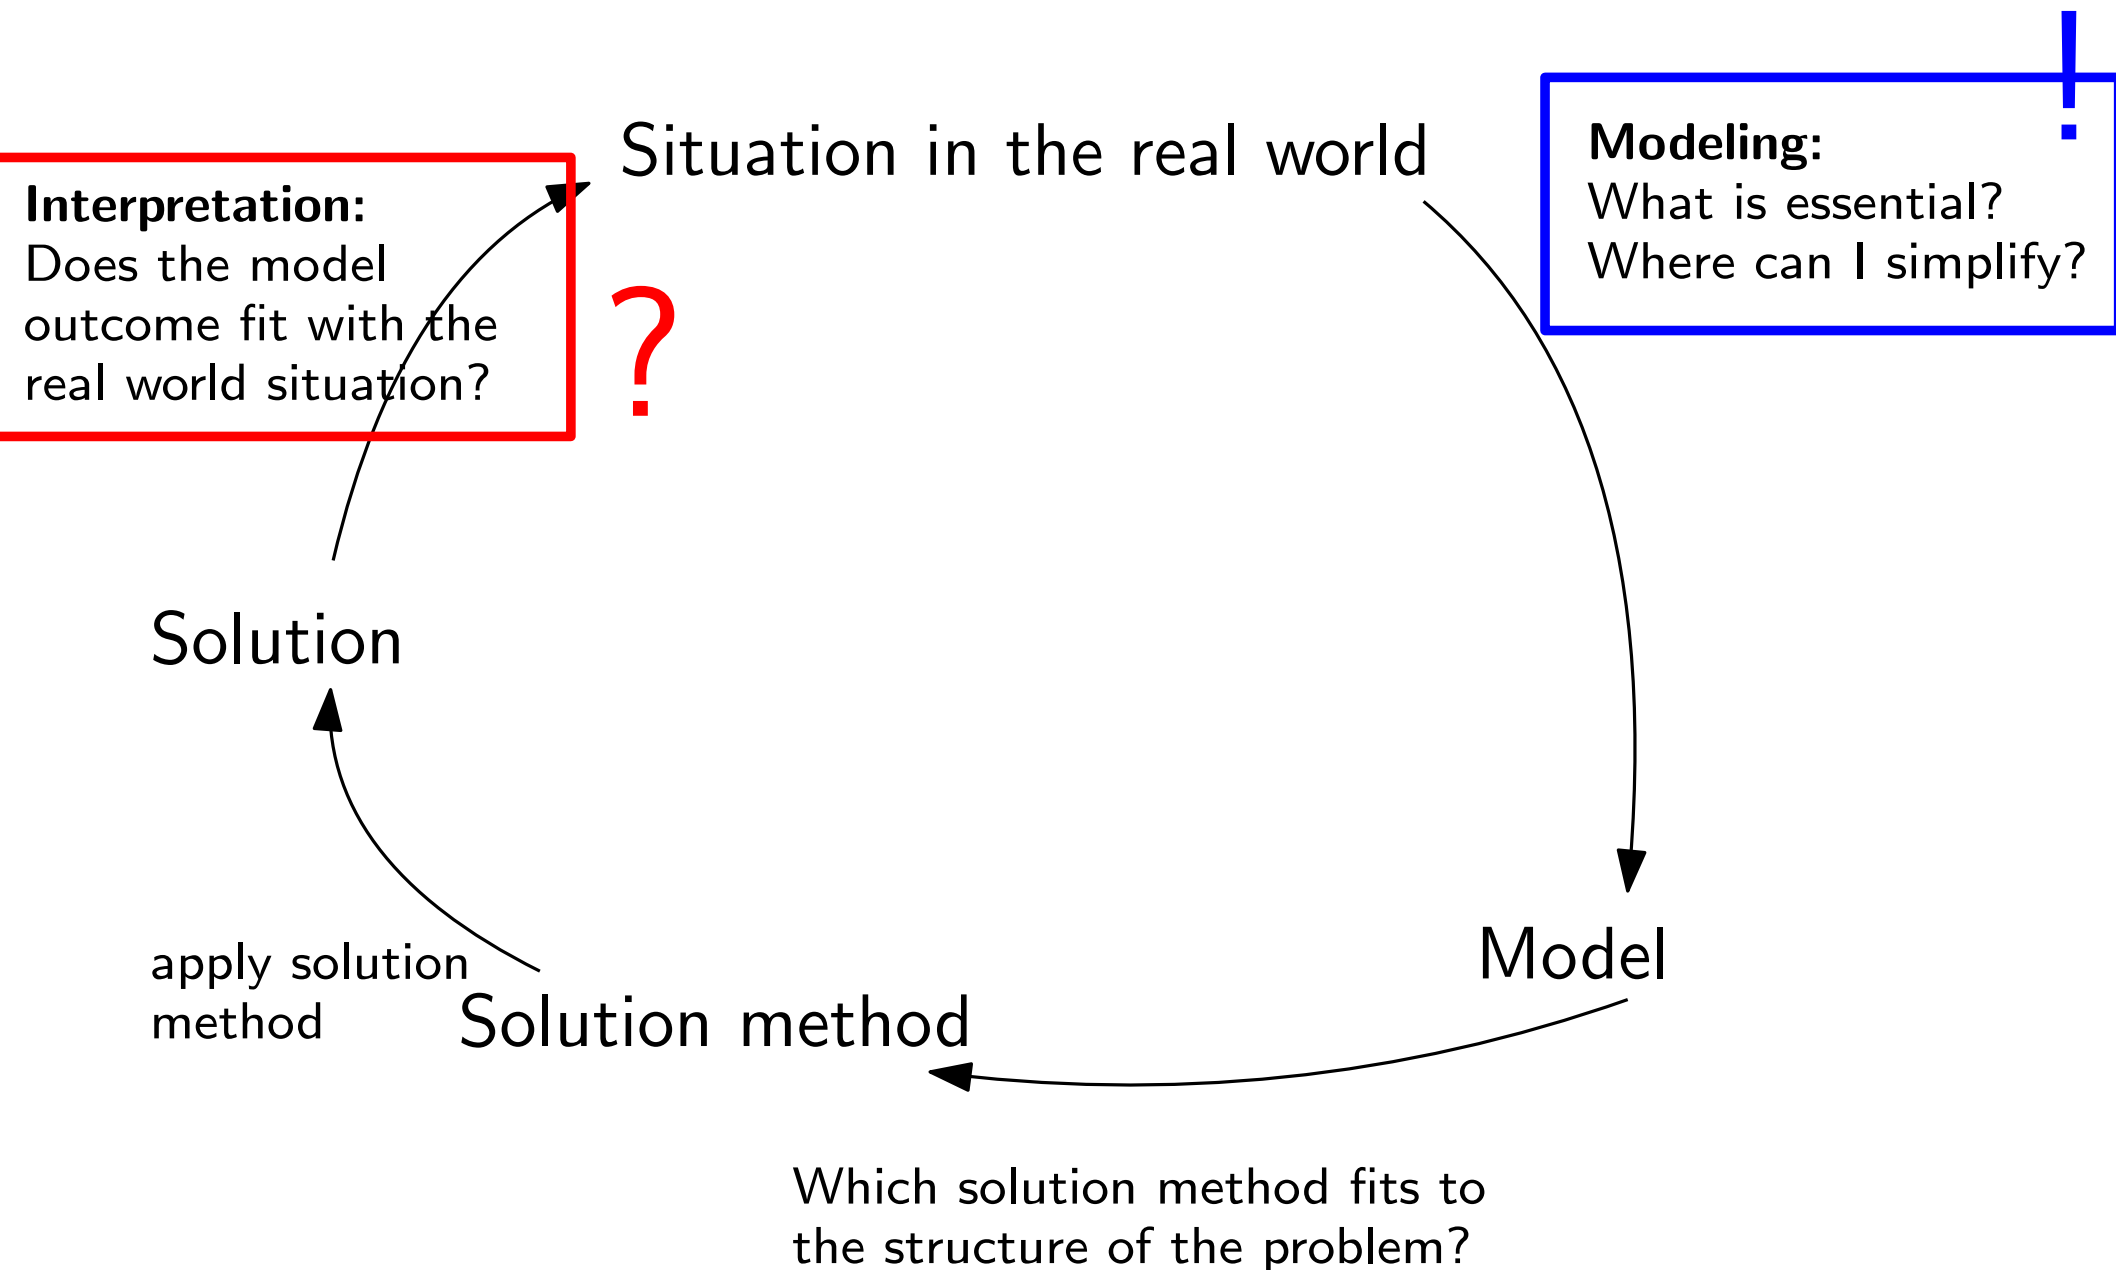 !
Situation in the real world
Modeling:
What is essential?
Where can I simplify?
Interpretation:
Does the model
outcome fit with the
real world situation?
?
Solution
Model
apply solution
method
Solution method
Which solution method fits to
the structure of the problem?